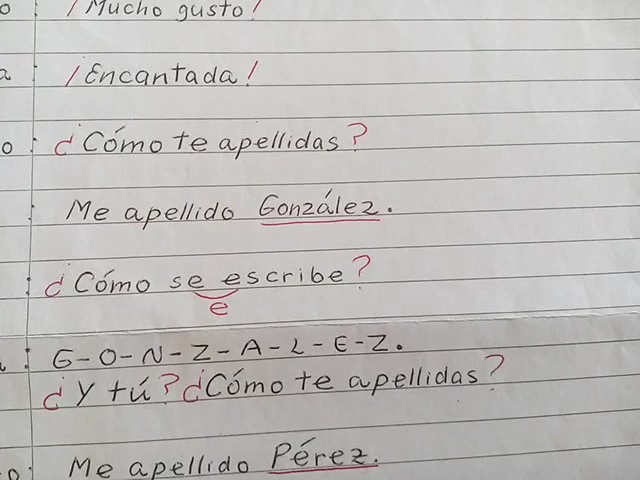 ¡Mucho gusto!
¡Encantada!
¿Cómo te apellidas?
Me apellido González.
¿Cómo se escribe?
e
G-O-N-Z-A-L-E-Z.
¿Y tú? ¿Cómo te apellidas?
Me apellido Pérez.